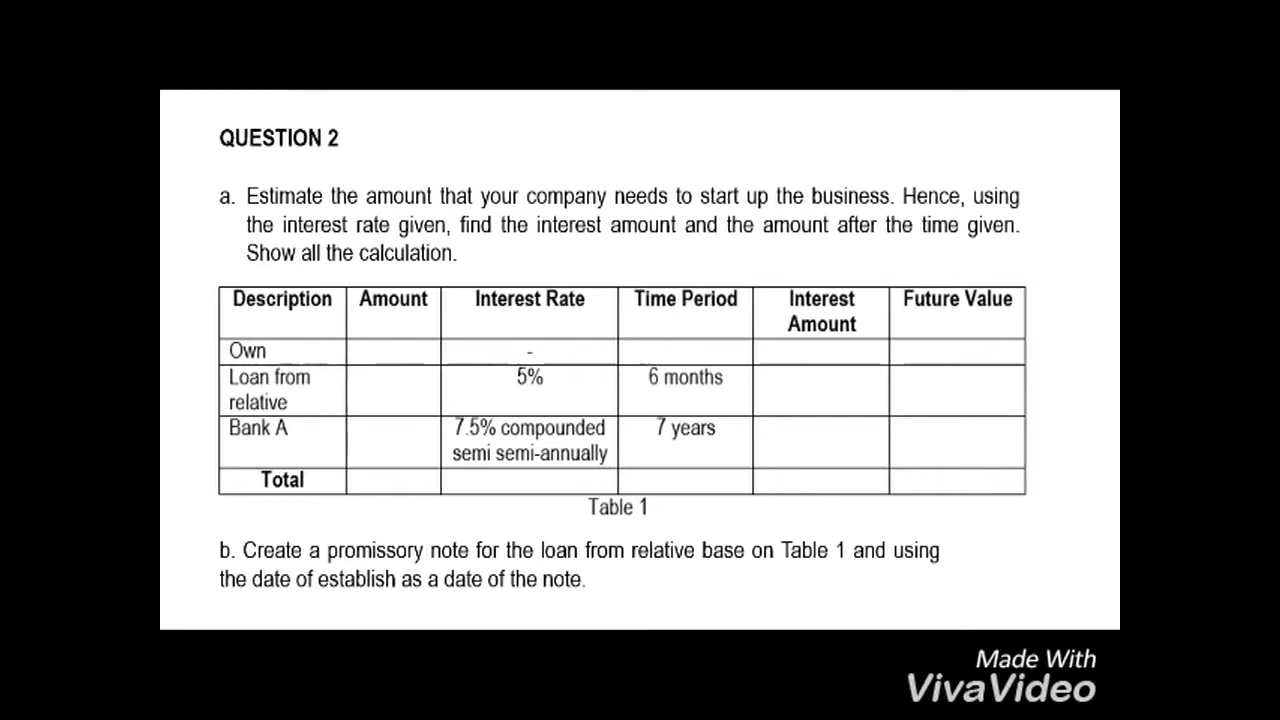 QUESTION 2
a. Estimate the amount that your company needs to start up the business. Hence, using
the interest rate given, find the interest amount and the amount after the time given.
Show all the calculation.
Description Amount Interest Rate Time Period Interest Amount Future Value
Own -
Loan from relative 5% 6 months
Bank A 7.5% compounded semi semi-annually 7 years
Total
Table 1
b. Create a promissory note for the loan from relative base on Table 1 and using
the date of establish as a date of the note.
Made With
VivaVideo